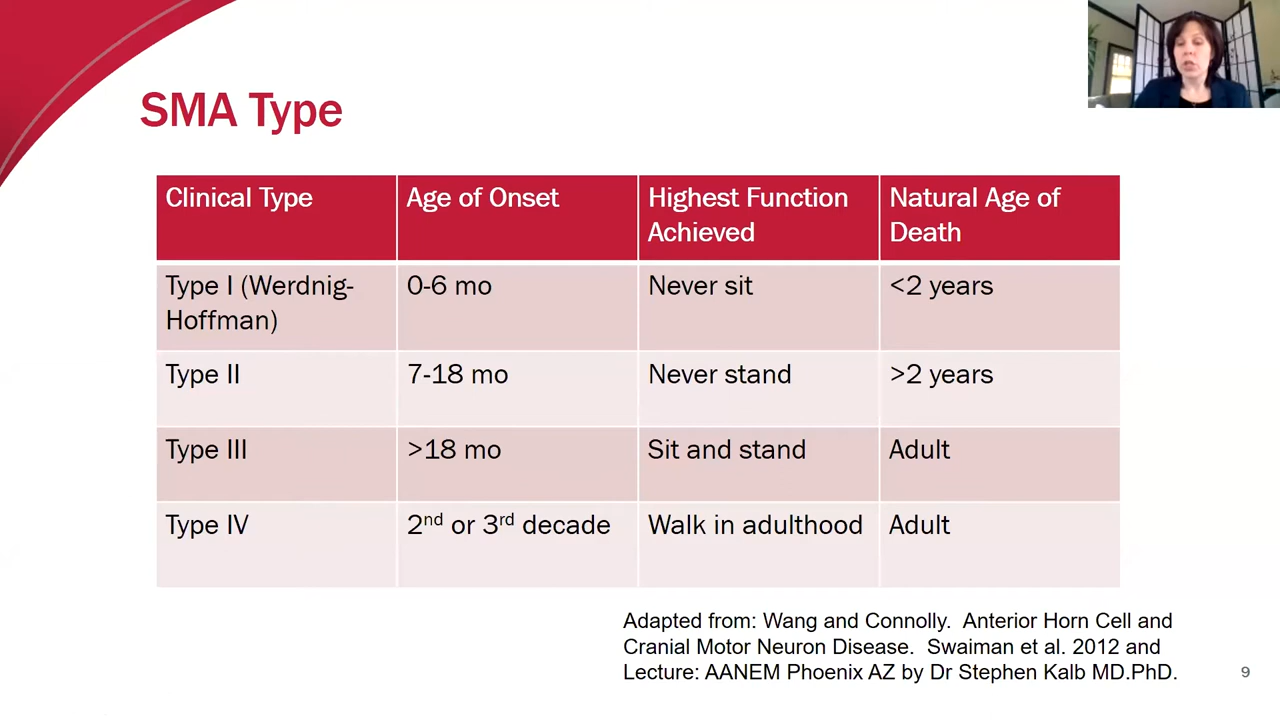 SMA Type
Clinical Type
Age of Onset
Highest Function
Achieved
Natural Age of
Death
Type I (Werdnig-
Hoffman)
0-6 mo
Never sit
<2 years
Type II
7-18 mo
Never stand
>2 years
Type III
>18 mo
Sit and stand
Adult
Type IV
2nd or 3rd decade
Walk in adulthood
Adult
Adapted from: Wang and Connolly.  Anterior Horn Cell and
Cranial Motor Neuron Disease.  Swaiman et al. 2012 and
Lecture: AANEM Phoenix AZ by Dr Stephen Kalb MD.PhD.
9